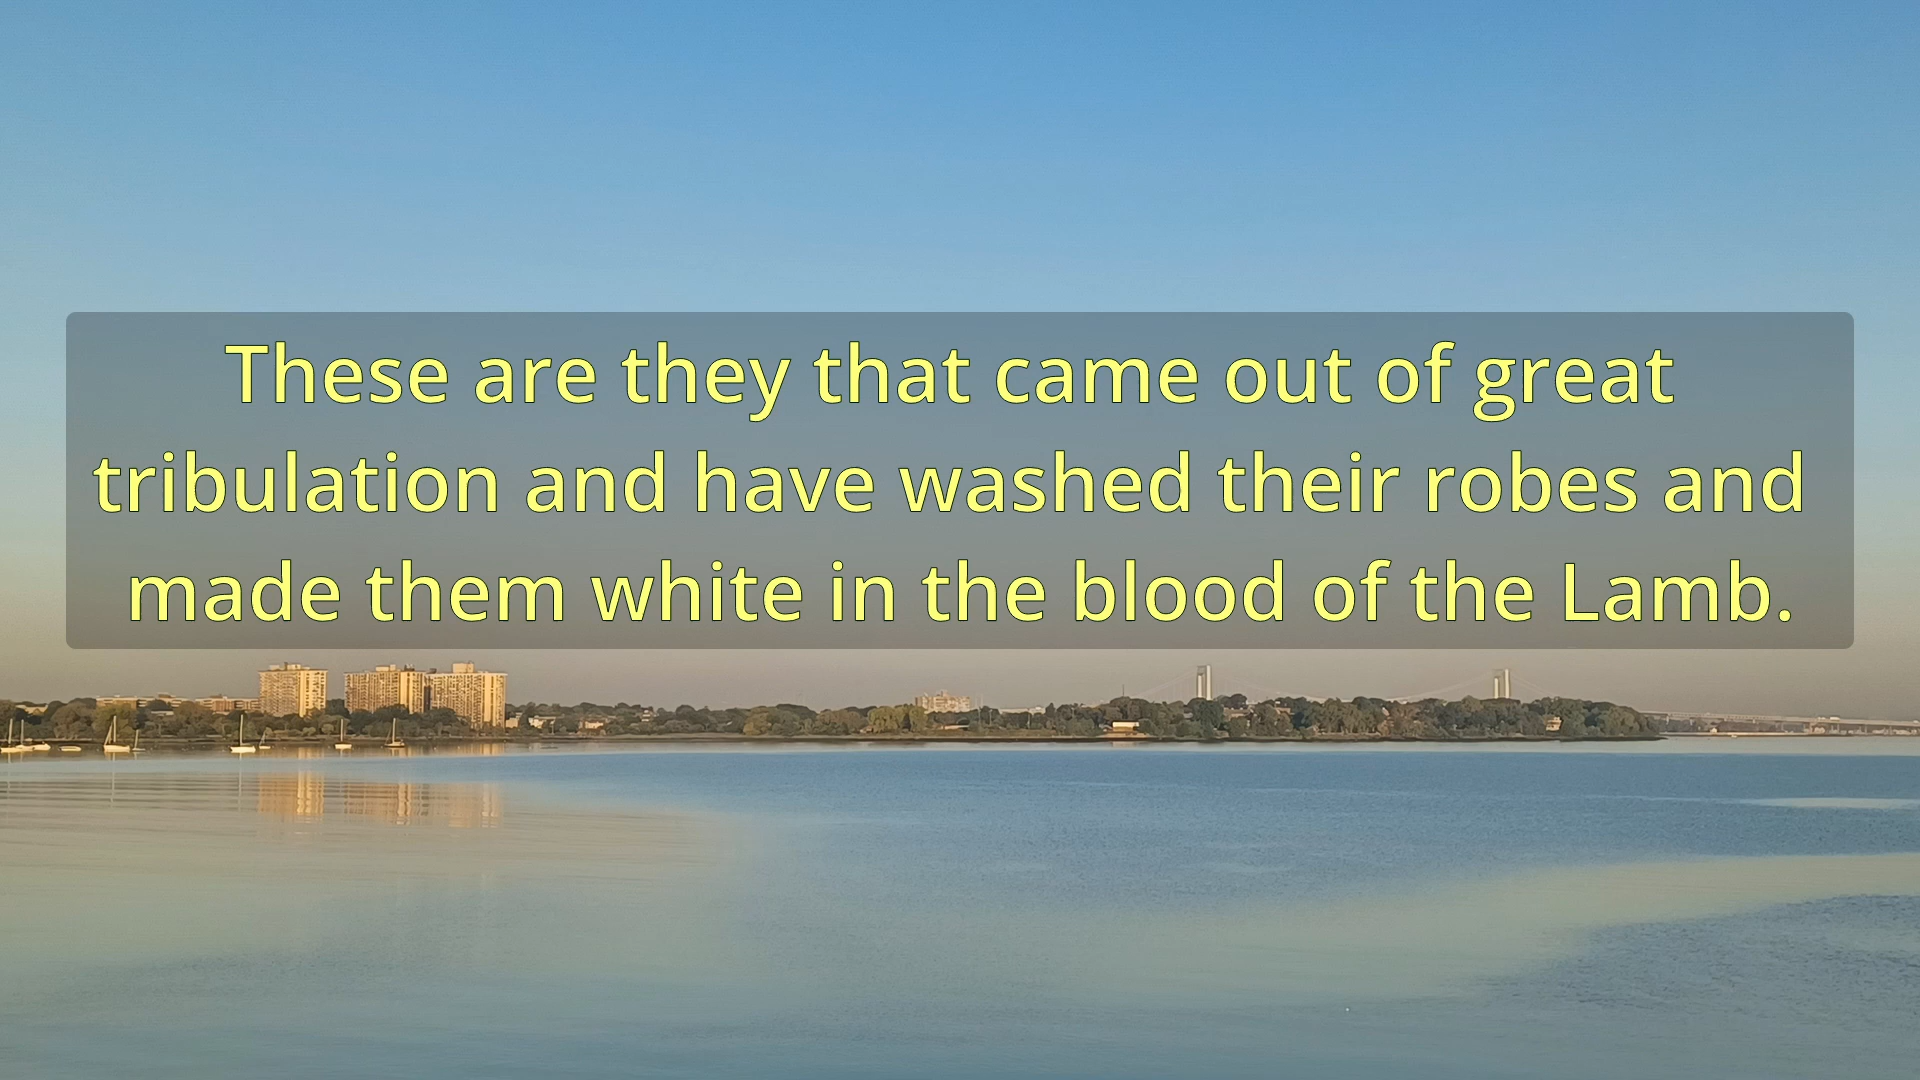 These are they that came out of great
tribulation and have washed their robes and
made them white in the blood of the Lamb.